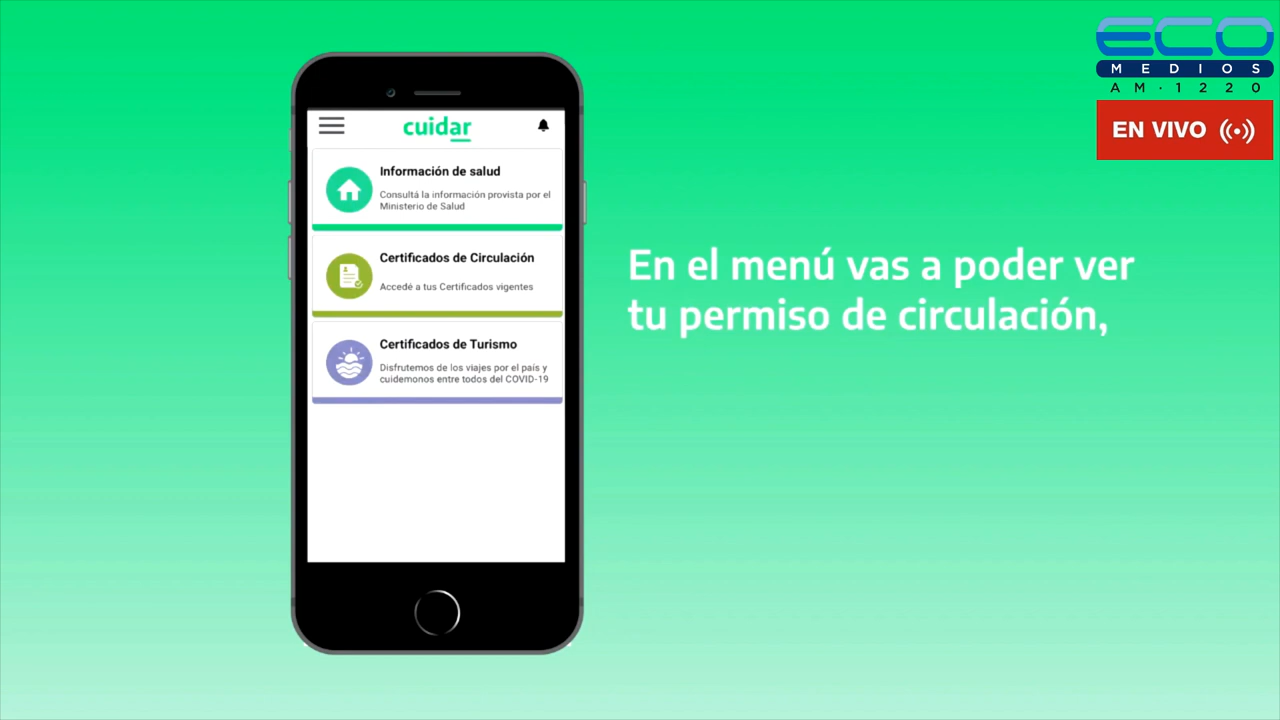 ECO
MEDIOS
AM·1220
EN VIVO
cuidar
Información de salud
Consultá la información provista por el
Ministerio de Salud
Certificados de Circulación
Accedé a tus Certificados vigentes
Certificados de Turismo
Disfrutemos de los viajes por el país y
cuidemonos entre todos del COVID-19
En el menú vas a poder ver
tu permiso de circulación,